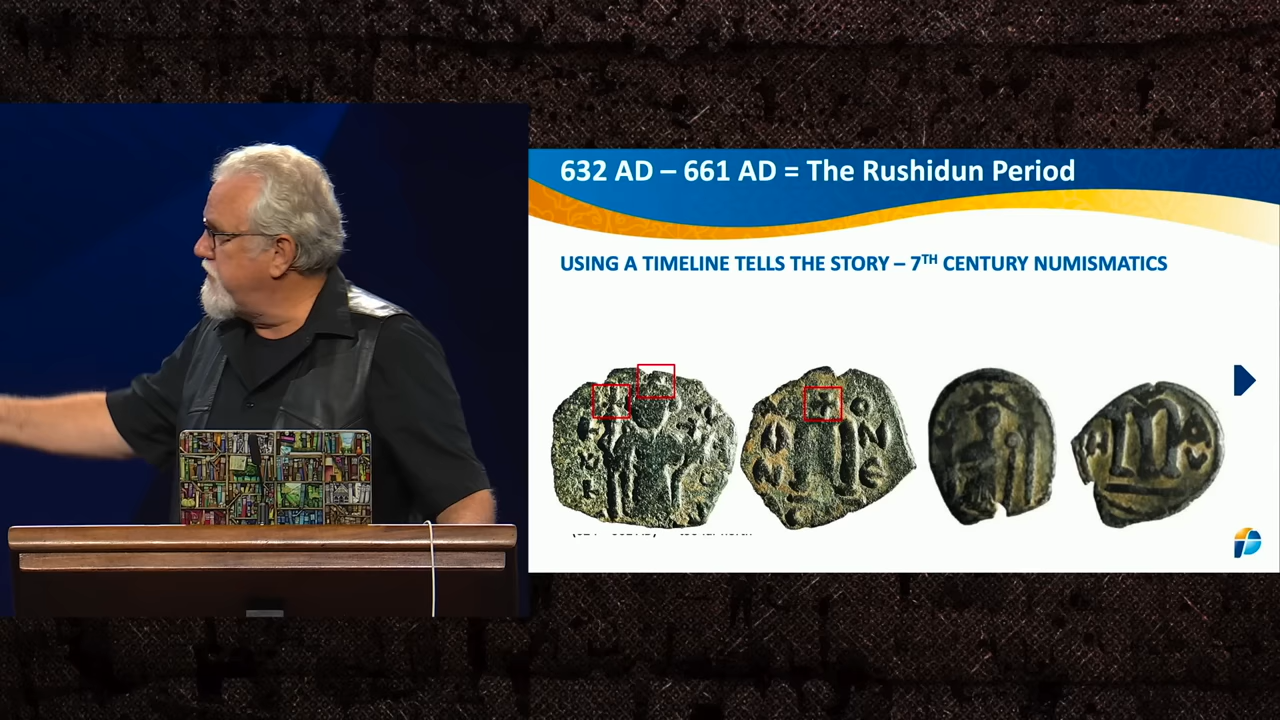 632 AD – 661 AD = The Rushidun Period
USING A TIMELINE TELLS THE STORY – 7TH CENTURY NUMISMATICS